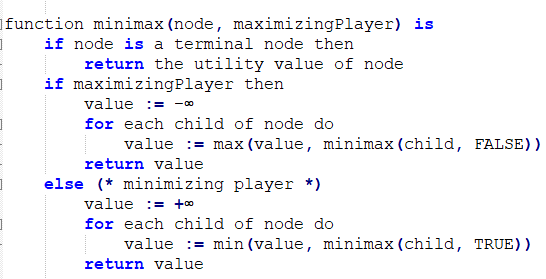 function minimax(node, maximizingPlayer) is
    if node is a terminal node then
        return the utility value of node
    if maximizingPlayer then
        value := -∞
        for each child of node do
            value := max(value, minimax(child, FALSE))
        return value
    else (* minimizing player *)
        value := +∞
        for each child of node do
            value := min(value, minimax(child, TRUE))
        return value